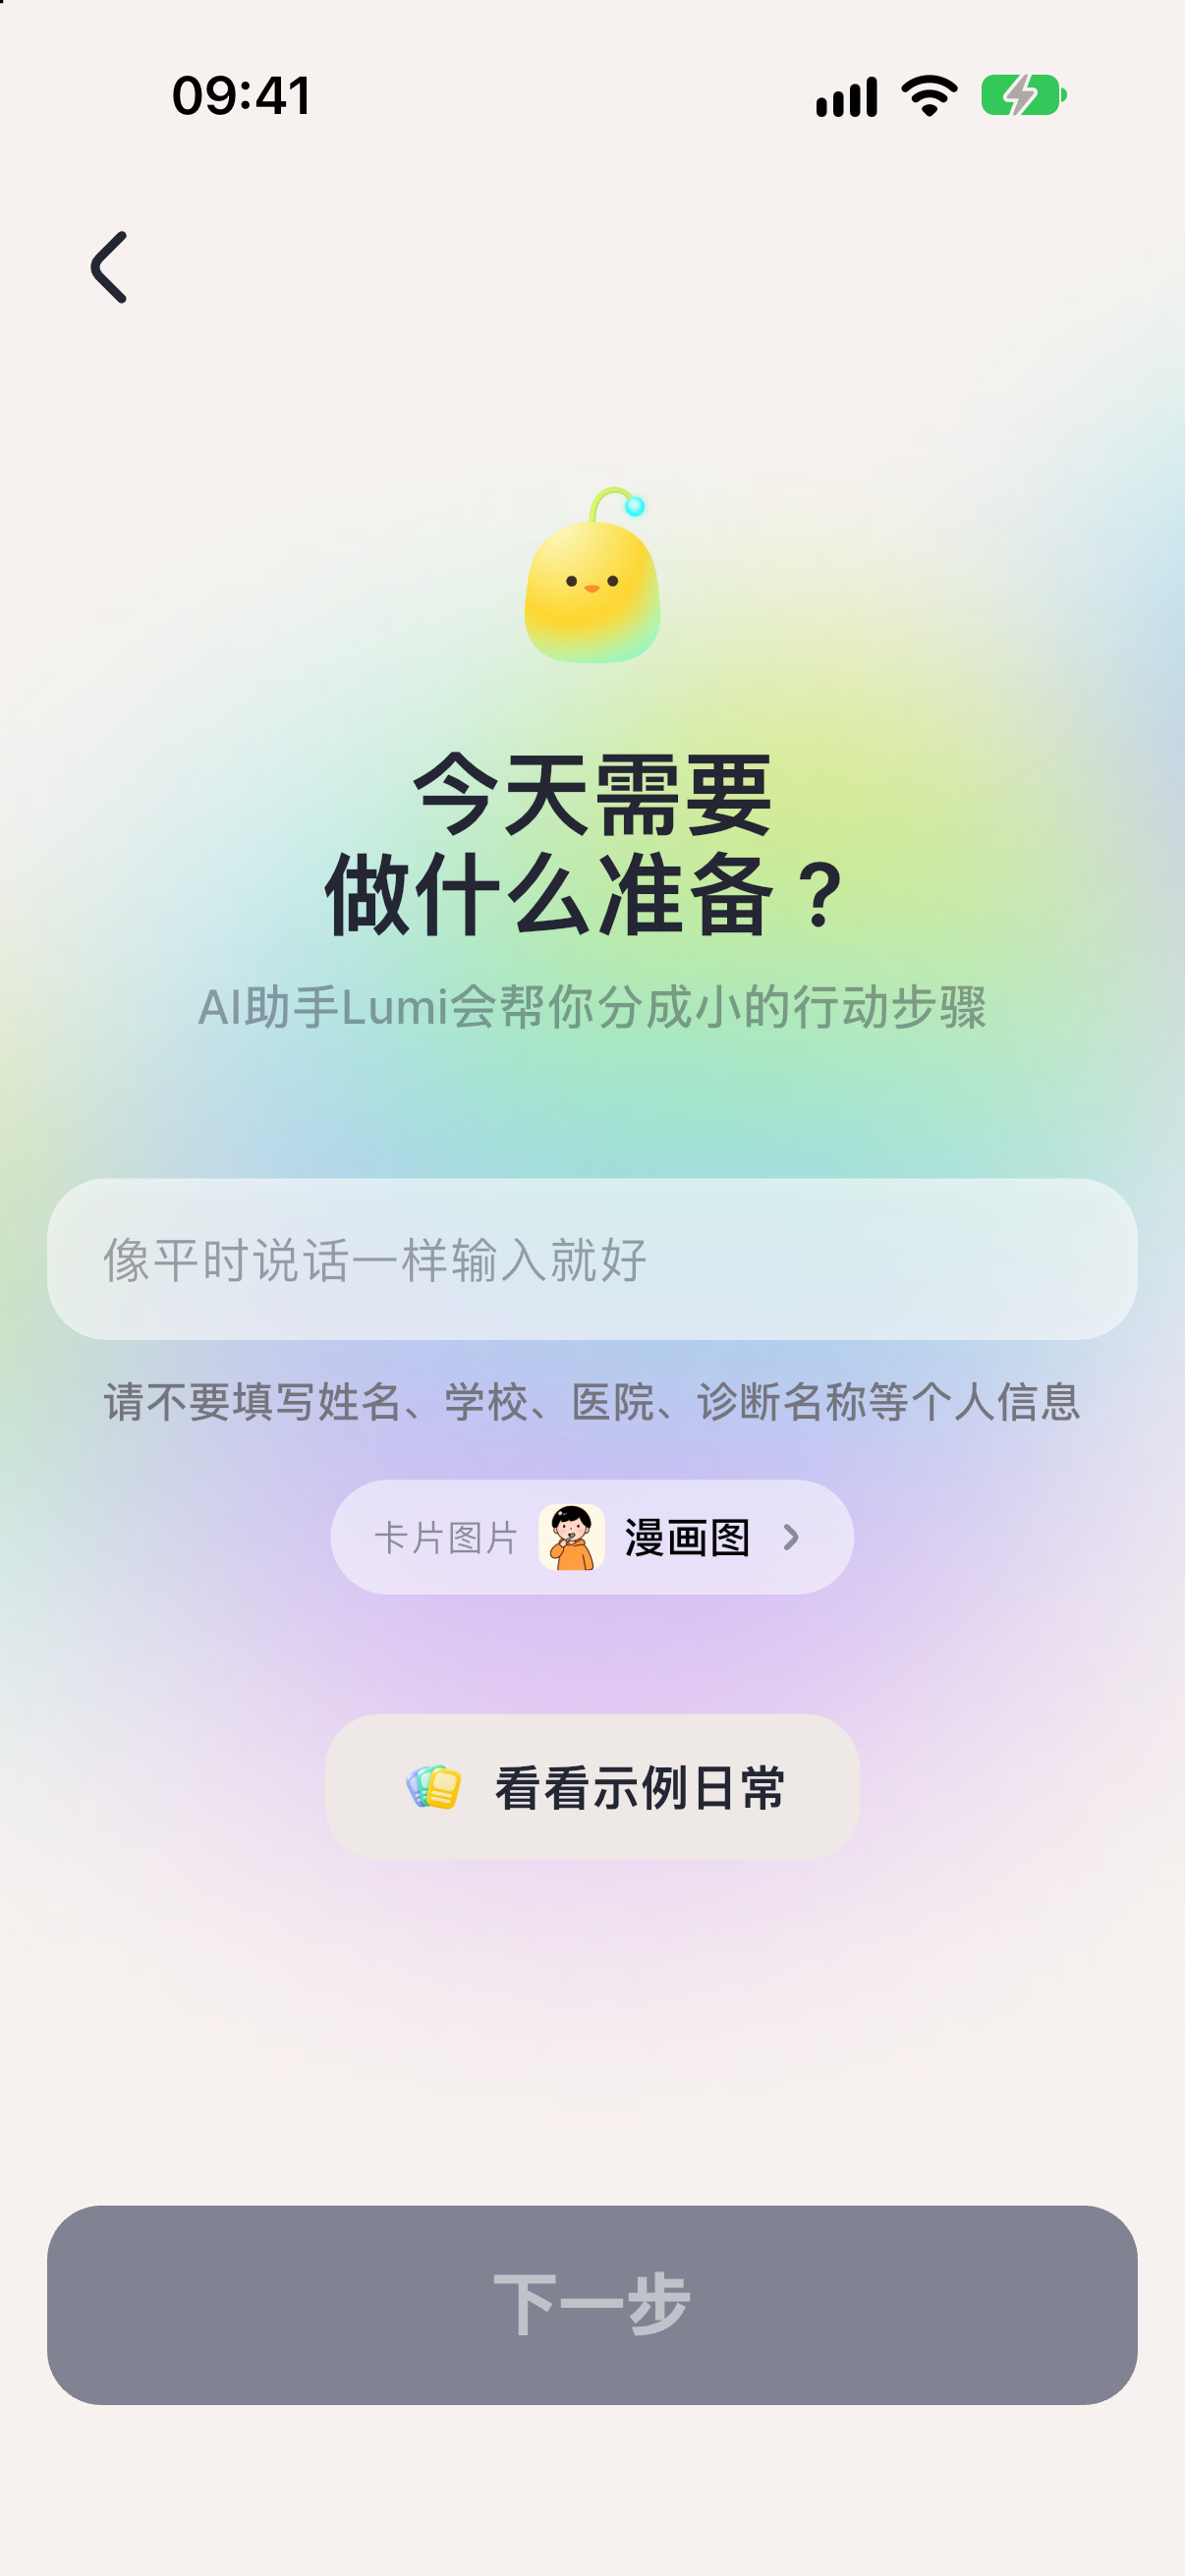 09:41
今天需要
做什么准备？
AI助手Lumi会帮你分成小的行动步骤
像平时说话一样输入就好
请不要填写姓名、学校、医院、诊断名称等个人信息
卡片图片 漫画图
看看示例日常
下一步